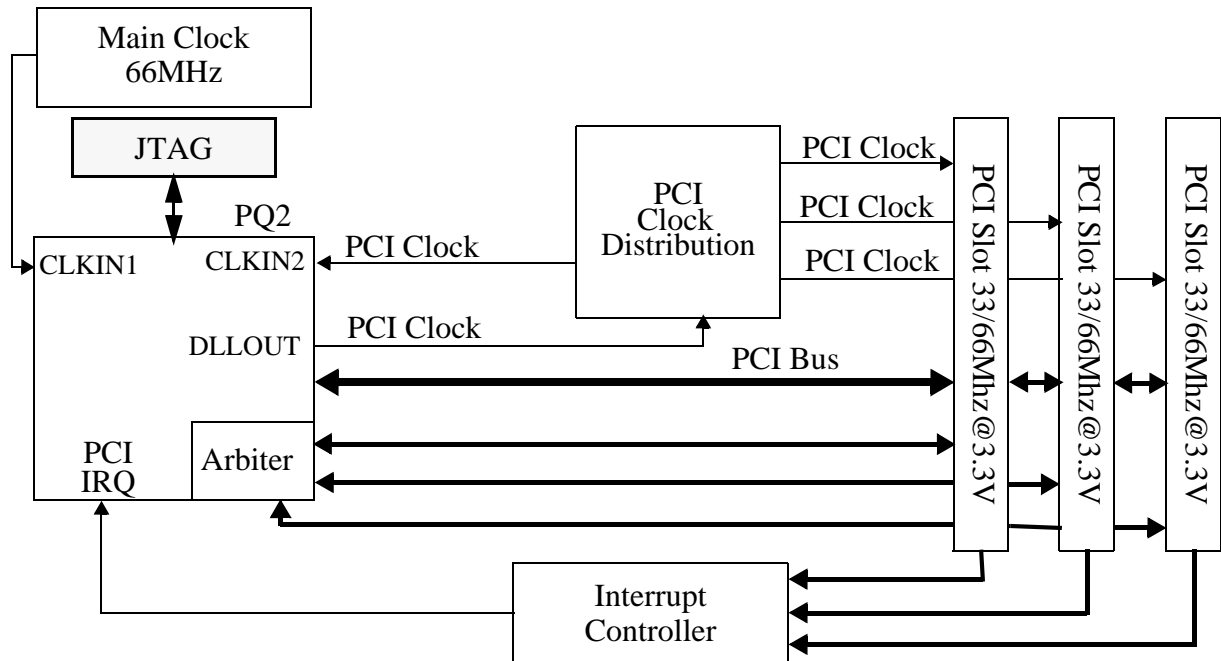 Main Clock
66MHz
JTAG
PQ2
CLKIN1
CLKIN2
DLLOUT
PCI
IRQ
Arbiter
PCI Clock
PCI Clock
PCI
Clock
Distribution
PCI Clock
PCI Clock
PCI Clock
PCI Bus
PCI Slot 33/66Mhz@3.3V
PCI Slot 33/66Mhz@3.3V
PCI Slot 33/66Mhz@3.3V
Interrupt
Controller